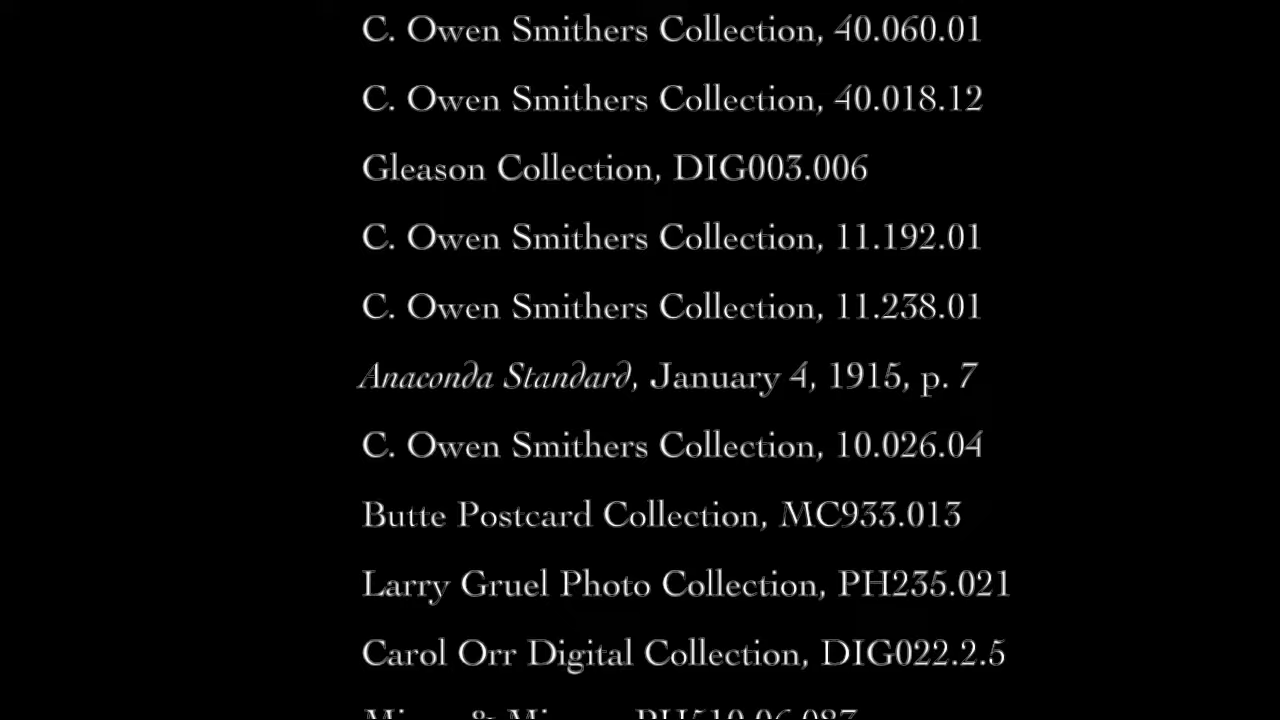 C. Owen Smithers Collection, 40.060.01
C. Owen Smithers Collection, 40.018.12
Gleason Collection, DIG003.006
C. Owen Smithers Collection, 11.192.01
C. Owen Smithers Collection, 11.238.01
Anaconda Standard, January 4, 1915, p. 7
C. Owen Smithers Collection, 10.026.04
Butte Postcard Collection, MC933.013
Larry Gruel Photo Collection, PH235.021
Carol Orr Digital Collection, DIG022.2.5